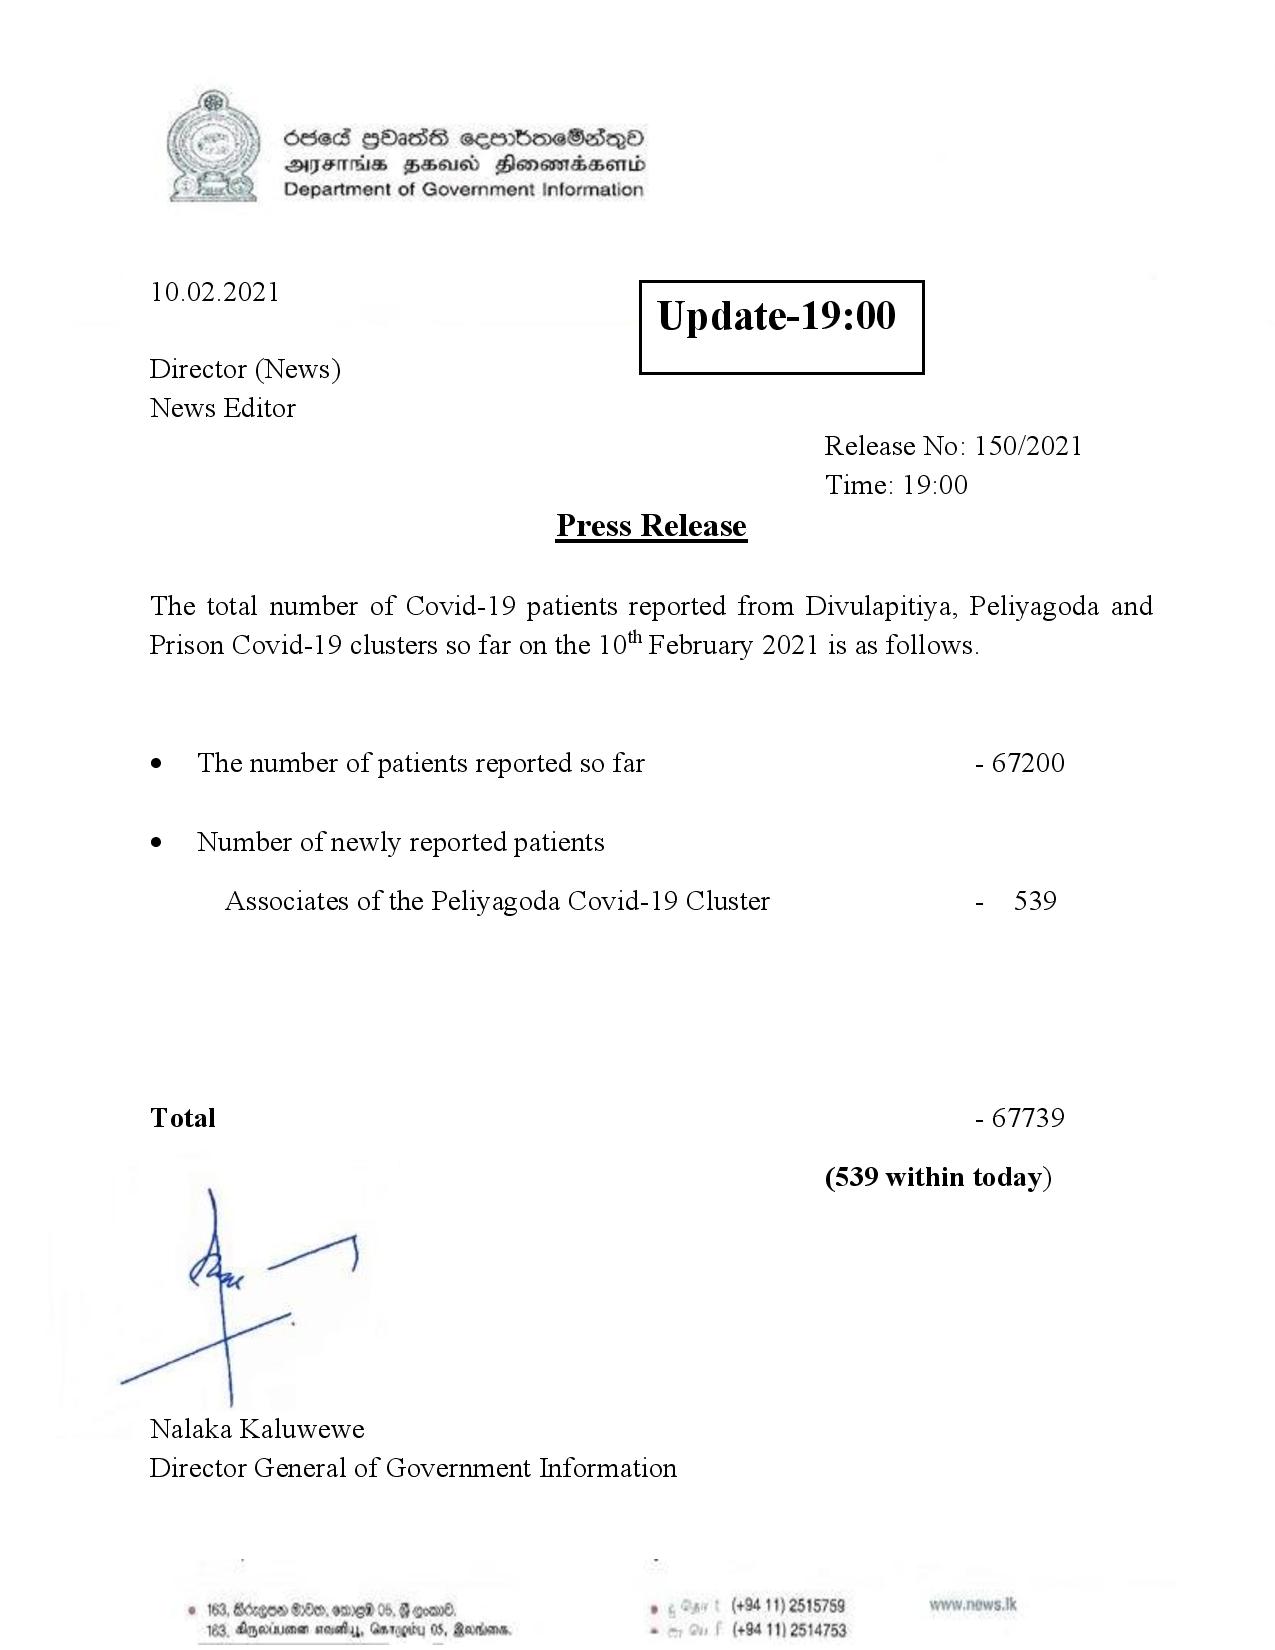 රජයේ ප්‍රවෘත්ති දෙපාර්තමේන්තුව
அரசாங்க தகவல் திணைக்களம்
Department of Government Information
10.02.2021
Update-19:00
Director (News)
News Editor
Release No: 150/2021
Time: 19:00
Press Release
The total number of Covid-19 patients reported from Divulapitiya, Peliyagoda and
Prison Covid-19 clusters so far on the 10th February 2021 is as follows.
• The number of patients reported so far - 67200
• Number of newly reported patients
Associates of the Peliyagoda Covid-19 Cluster - 539
Total - 67739
(539 within today)
Nalaka Kaluwewe
Director General of Government Information
• 163, කිරුලපන මාවත, කොළඹ 05, ශ්‍රී ලංකාව.
163, கிருலப்பனை எவனியூ, கொழும்பு 05, இலங்கை.
(+94 11) 2515759
(+94 11) 2514753
www.news.lk